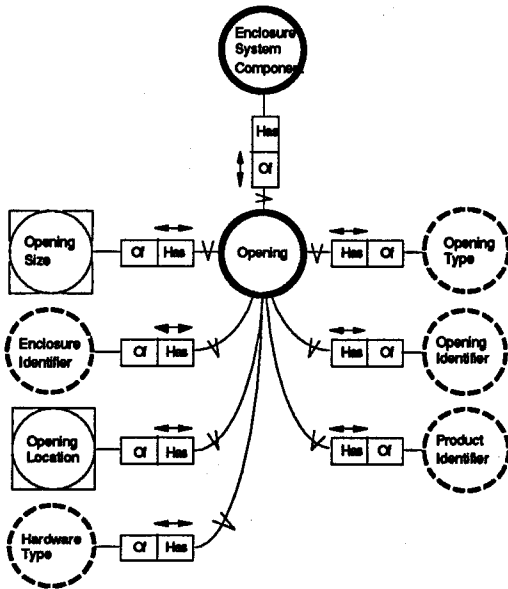 Enclosure
System
Component
Has
Of
Opening
Size
Of Has
Opening
Has Of
Opening
Type
Enclosure
Identifier
Of Has
Has Of
Opening
Identifier
Opening
Location
Of Has
Has Of
Product
Identifier
Hardware
Type
Of Has